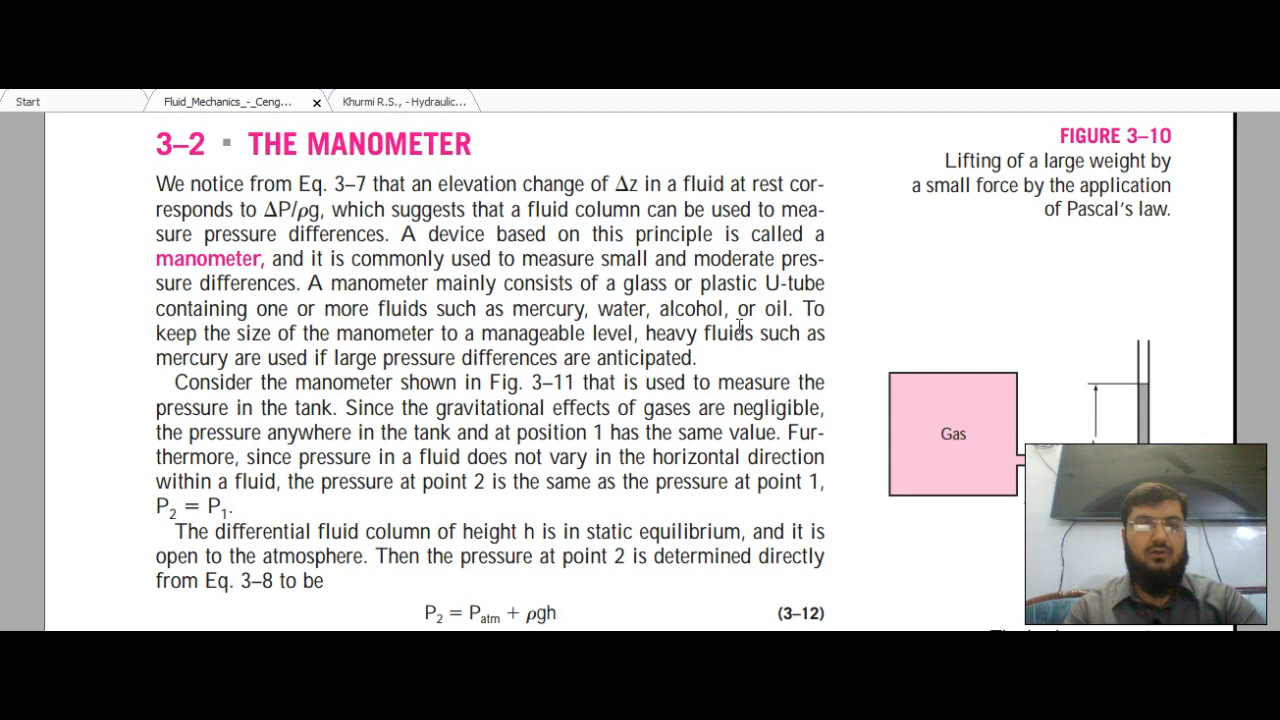 Start
Fluid_Mechanics_-_Ceng...
Khurmi R.S., - Hydraulic...
3–2 ▪ THE MANOMETER
We notice from Eq. 3–7 that an elevation change of Δz in a fluid at rest cor-
responds to ΔP/ρg, which suggests that a fluid column can be used to mea-
sure pressure differences. A device based on this principle is called a
manometer, and it is commonly used to measure small and moderate pres-
sure differences. A manometer mainly consists of a glass or plastic U-tube
containing one or more fluids such as mercury, water, alcohol, or oil. To
keep the size of the manometer to a manageable level, heavy fluids such as
mercury are used if large pressure differences are anticipated.
Consider the manometer shown in Fig. 3–11 that is used to measure the
pressure in the tank. Since the gravitational effects of gases are negligible,
the pressure anywhere in the tank and at position 1 has the same value. Fur-
thermore, since pressure in a fluid does not vary in the horizontal direction
within a fluid, the pressure at point 2 is the same as the pressure at point 1,
P₂ = P₁.
The differential fluid column of height h is in static equilibrium, and it is
open to the atmosphere. Then the pressure at point 2 is determined directly
from Eq. 3–8 to be
P₂ = Patm + ρgh (3–12)
FIGURE 3–10
Lifting of a large weight by
a small force by the application
of Pascal's law.
Gas